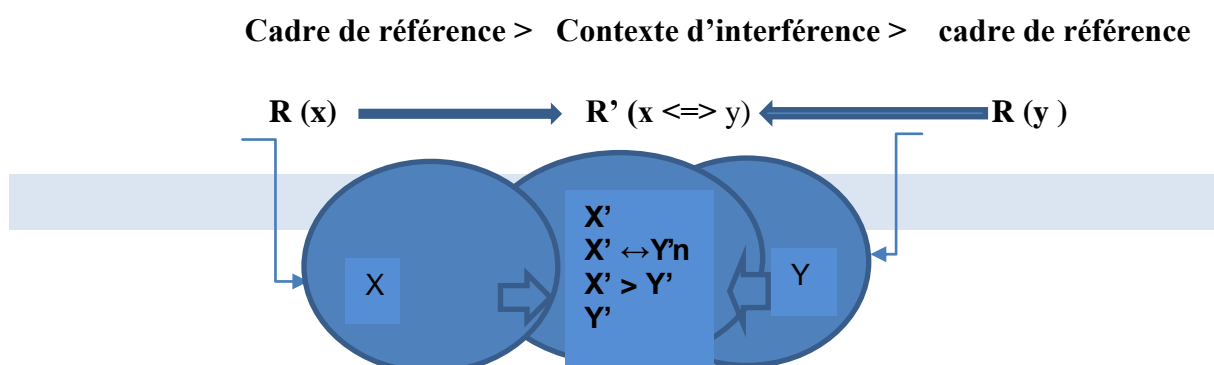 Cadre de référence > Contexte d’interférence > cadre de référence
R (x) R’ (x <=> y) R (y )
X’
X’ ↔Y’n
X X’ > Y’ Y
Y’